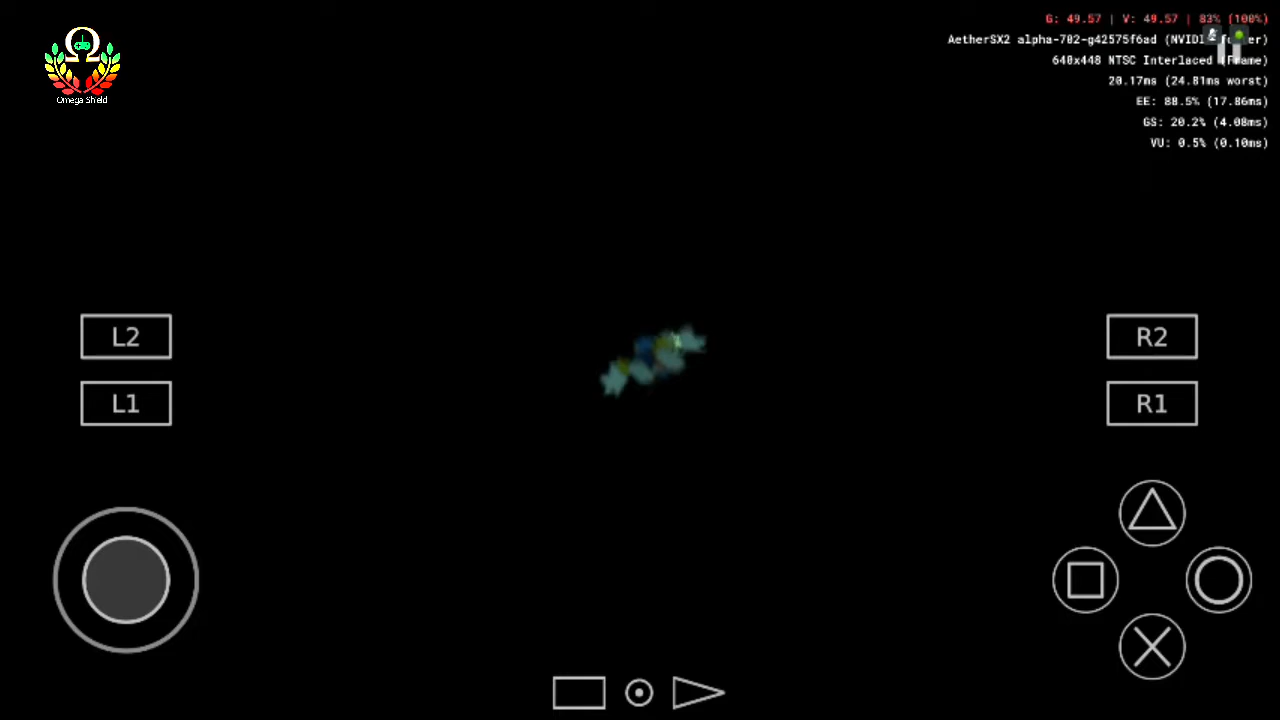 Ω
Omega Sheld
G: 49.57 | V: 49.57 | 83% (100%)
AetherSX2 alpha-702-g42575f6ad
640x448 NTSC Interlaced (Frame)
20.17ms (24.81ms worst)
EE: 88.5% (17.86ms)
GS: 20.2% (4.08ms)
VU: 0.5% (0.10ms)
L2
R2
L1
R1